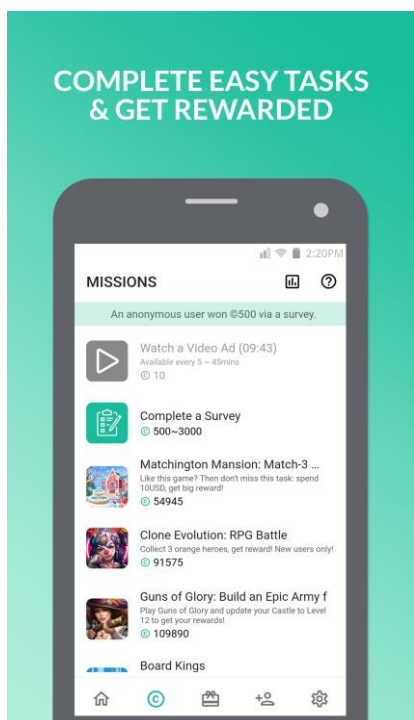 COMPLETE EASY TASKS
& GET REWARDED
2:20PM
MISSIONS
An anonymous user won ©500 via a survey.
Watch a Video Ad (09:43)
Available every 5 ~ 45mins
© 10
Complete a Survey
© 500~3000
Matchington Mansion: Match-3 ...
Like this game? Then don't miss this task: spend
10USD, get big reward!
© 54945
Clone Evolution: RPG Battle
Collect 3 orange heroes, get reward! New users only!
© 91575
Guns of Glory: Build an Epic Army f
Play Guns of Glory and update your Castle to Level
12 to get your rewards!
© 109890
Board Kings